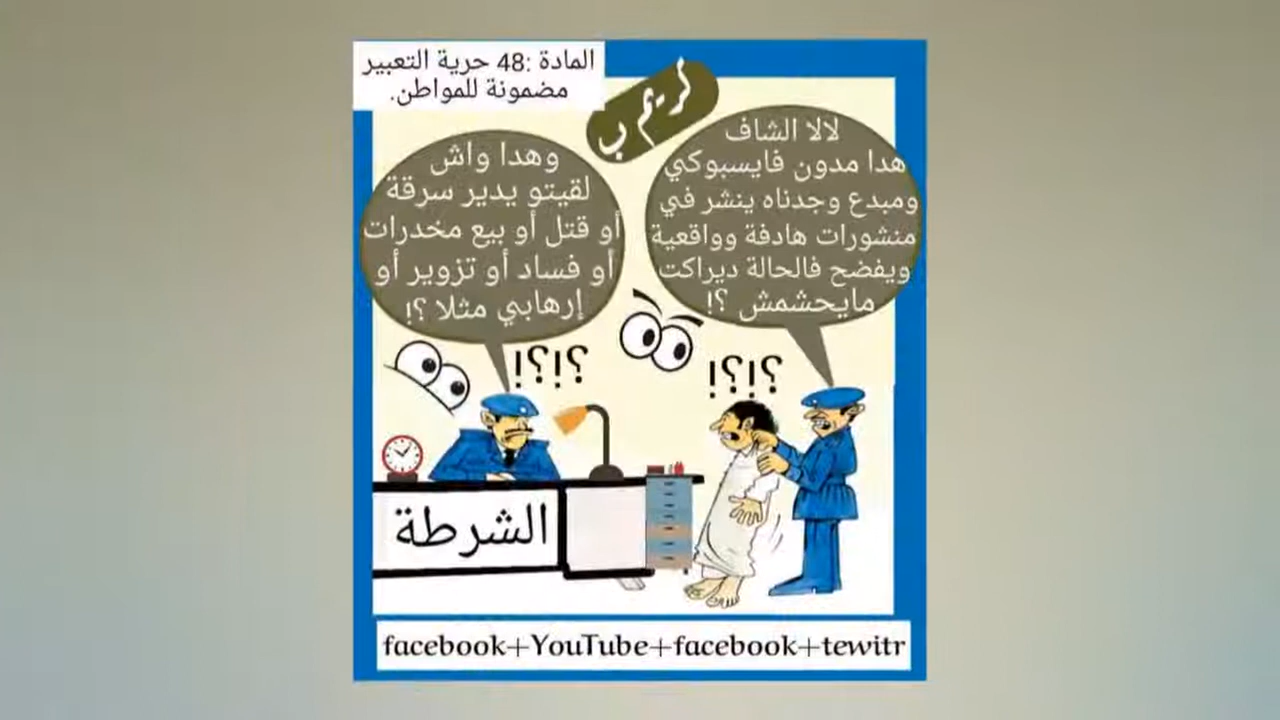 المادة :48 حرية التعبير
مضمونة للمواطن.
كريم ب
لالا الشاف
هدا مدون فايسبوكي
ومبدع وجدناه ينشر في
منشورات هادفة وواقعية
ويفضح فالحالة ديراكت
مايحشمش ؟!
وهدا واش
لقيتو يدير سرقة
أو قتل أو بيع مخدرات
أو فساد أو تزوير أو
إرهابي مثلا ؟!
؟!؟!
؟!؟!
الشرطة
facebook+YouTube+facebook+tewitr